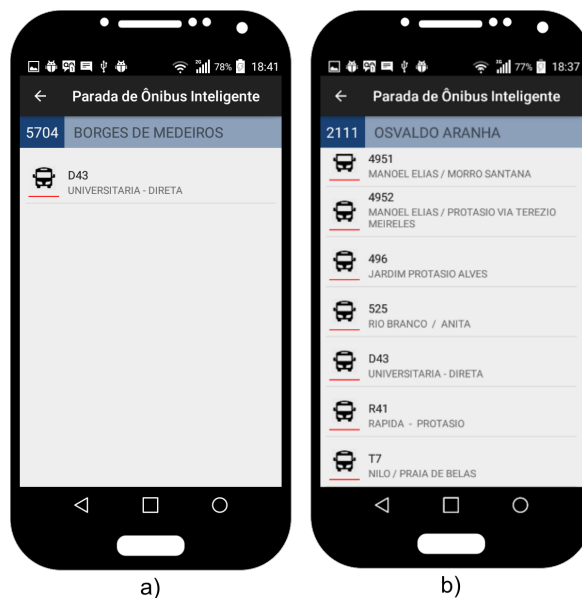 78% 18:41
Parada de Ônibus Inteligente
5704 BORGES DE MEDEIROS
D43
UNIVERSITARIA - DIRETA
a)
77% 18:37
Parada de Ônibus Inteligente
2111 OSVALDO ARANHA
4951
MANOEL ELIAS / MORRO SANTANA
4952
MANOEL ELIAS / PROTASIO VIA TEREZIO
MEIRELES
496
JARDIM PROTASIO ALVES
525
RIO BRANCO / ANITA
D43
UNIVERSITARIA - DIRETA
R41
RAPIDA - PROTASIO
T7
NILO / PRAIA DE BELAS
b)